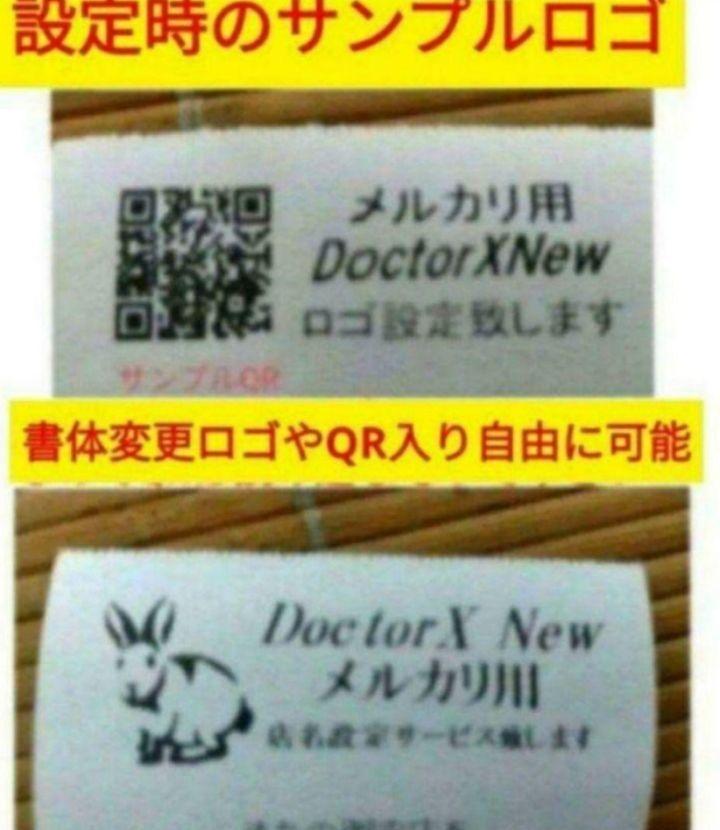 設定時のサンプルロゴ
メルカリ用
DoctorXNew
ロゴ設定致します
サンプルQR
書体変更ロゴやQR入り自由に可能
DoctorX New
メルカリ用
店名設定サービス致します